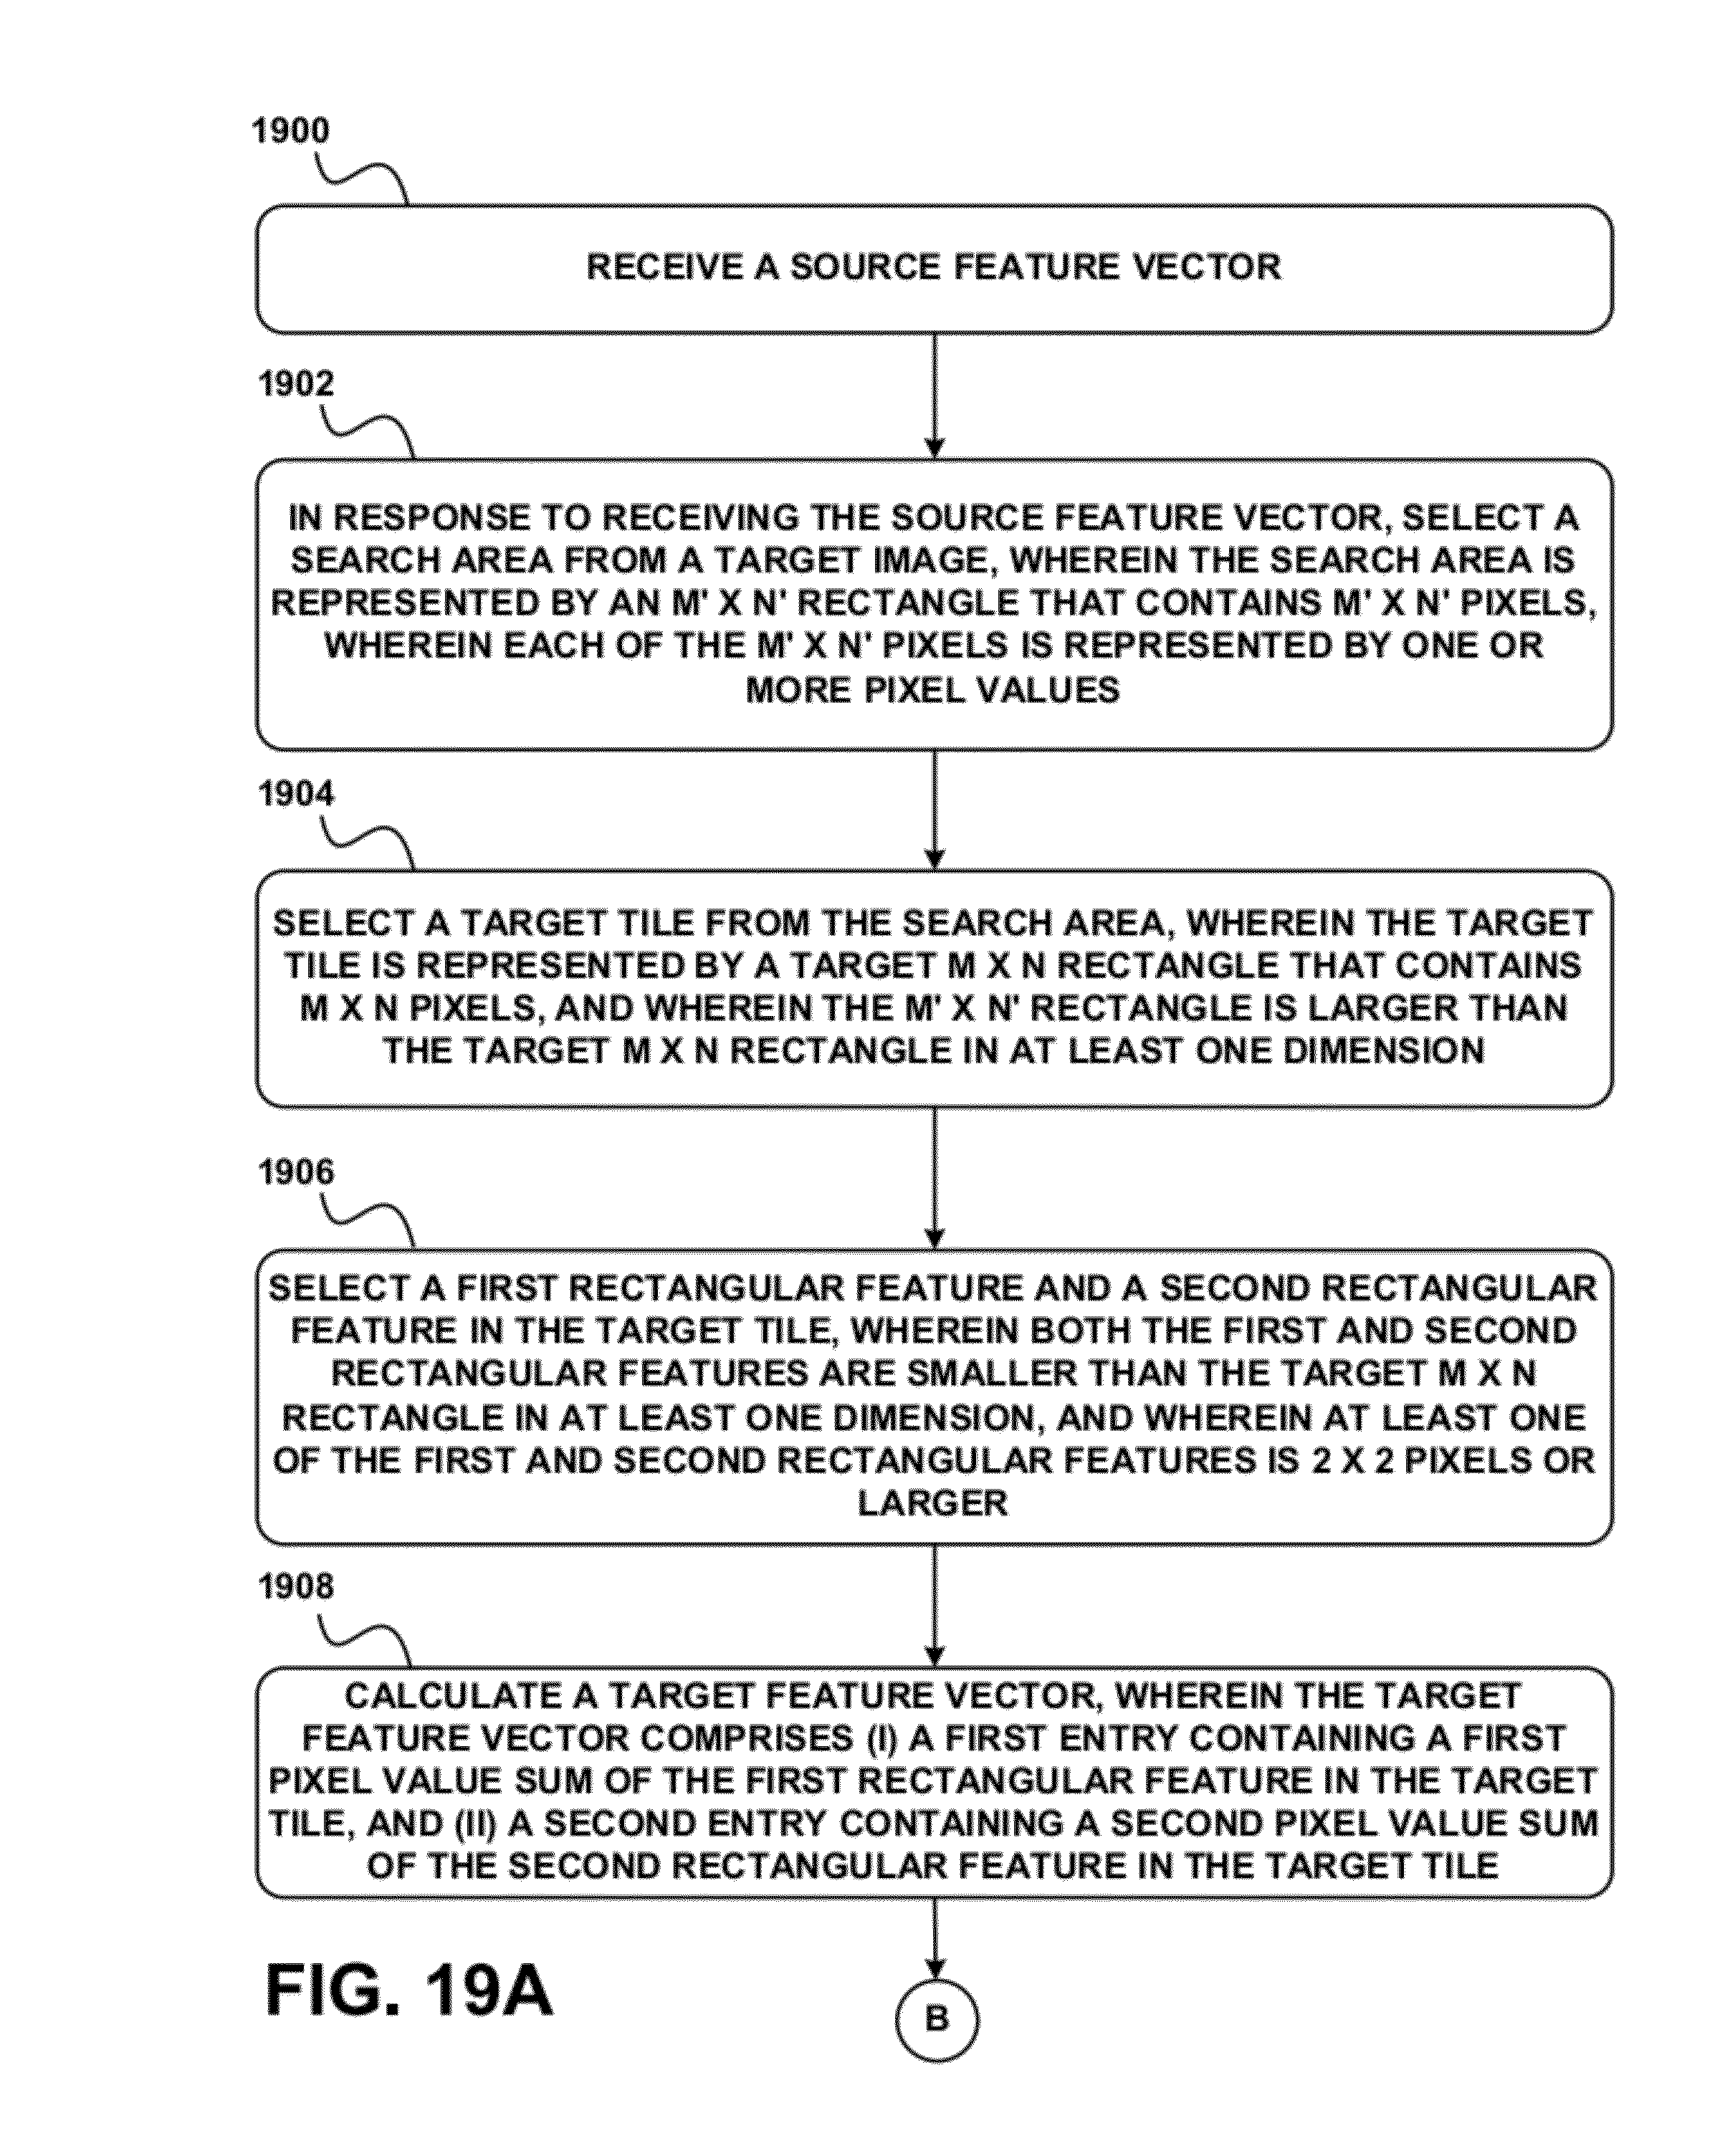 1900
RECEIVE A SOURCE FEATURE VECTOR
1902
IN RESPONSE TO RECEIVING THE SOURCE FEATURE VECTOR, SELECT A
SEARCH AREA FROM A TARGET IMAGE, WHEREIN THE SEARCH AREA IS
REPRESENTED BY AN M' X N' RECTANGLE THAT CONTAINS M' X N' PIXELS,
WHEREIN EACH OF THE M' X N' PIXELS IS REPRESENTED BY ONE OR
MORE PIXEL VALUES
1904
SELECT A TARGET TILE FROM THE SEARCH AREA, WHEREIN THE TARGET
TILE IS REPRESENTED BY A TARGET M X N RECTANGLE THAT CONTAINS
M X N PIXELS, AND WHEREIN THE M' X N' RECTANGLE IS LARGER THAN
THE TARGET M X N RECTANGLE IN AT LEAST ONE DIMENSION
1906
SELECT A FIRST RECTANGULAR FEATURE AND A SECOND RECTANGULAR
FEATURE IN THE TARGET TILE, WHEREIN BOTH THE FIRST AND SECOND
RECTANGULAR FEATURES ARE SMALLER THAN THE TARGET M X N
RECTANGLE IN AT LEAST ONE DIMENSION, AND WHEREIN AT LEAST ONE
OF THE FIRST AND SECOND RECTANGULAR FEATURES IS 2 X 2 PIXELS OR
LARGER
1908
CALCULATE A TARGET FEATURE VECTOR, WHEREIN THE TARGET
FEATURE VECTOR COMPRISES (I) A FIRST ENTRY CONTAINING A FIRST
PIXEL VALUE SUM OF THE FIRST RECTANGULAR FEATURE IN THE TARGET
TILE, AND (II) A SECOND ENTRY CONTAINING A SECOND PIXEL VALUE SUM
OF THE SECOND RECTANGULAR FEATURE IN THE TARGET TILE
FIG. 19A
B